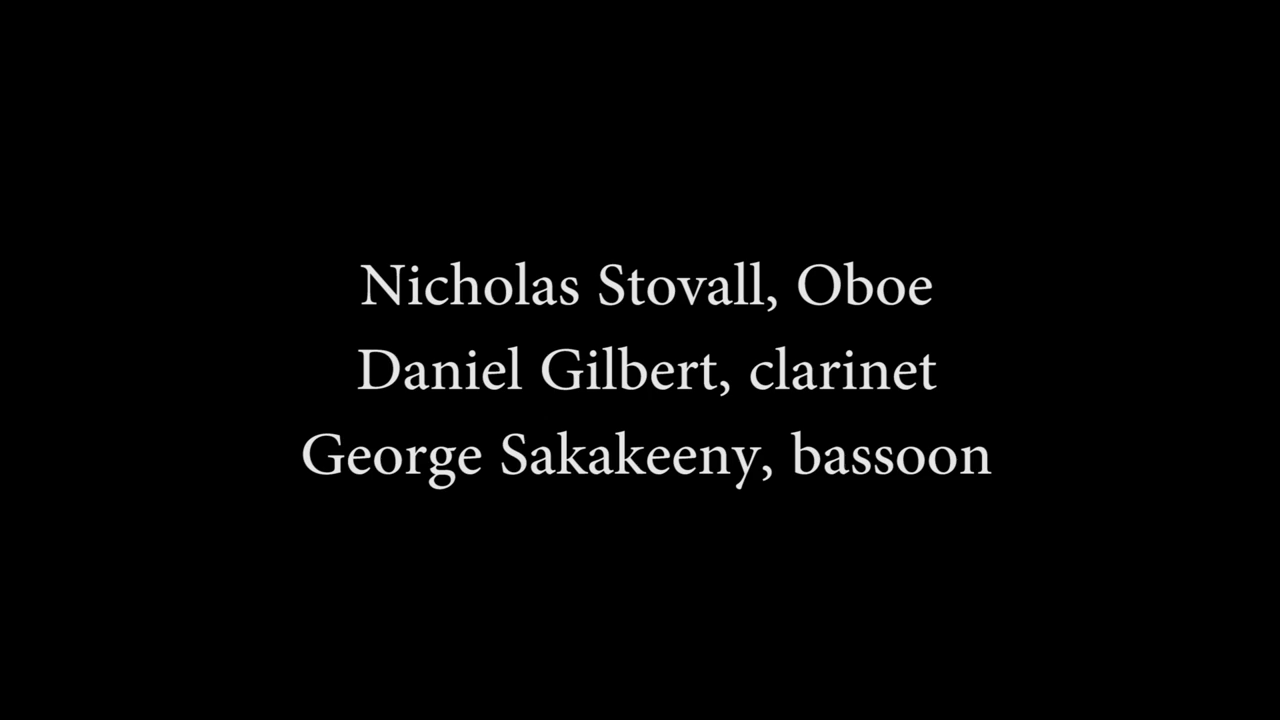 Nicholas Stovall, Oboe
Daniel Gilbert, clarinet
George Sakakeeny, bassoon